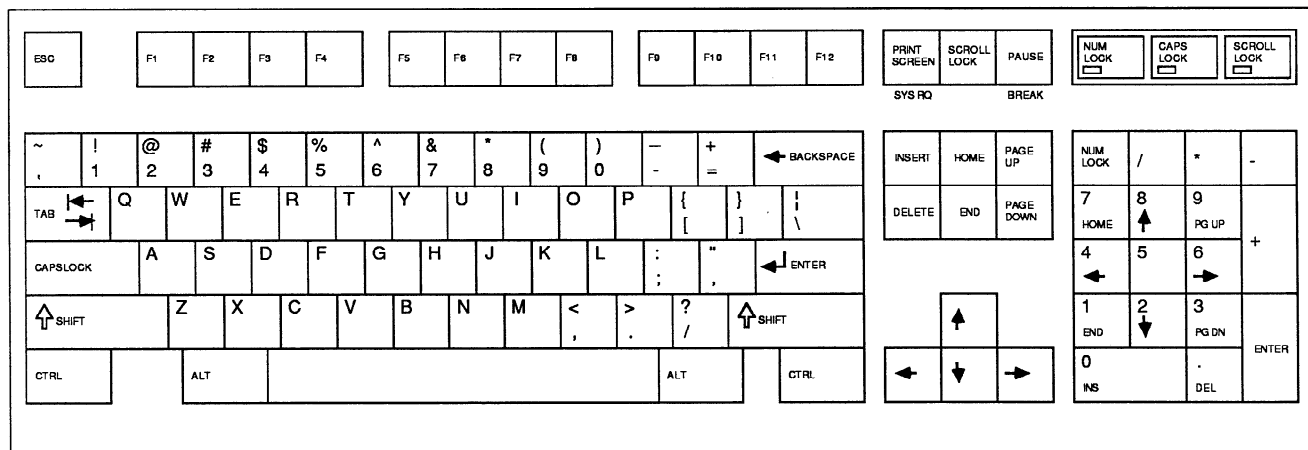 ESC F1 F2 F3 F4 F5 F6 F7 F8 F9 F10 F11 F12 PRINT SCREEN SCROLL LOCK PAUSE NUM LOCK CAPS LOCK SCROLL LOCK
SYS RQ BREAK
~ ! @ # $ % ^ & * ( ) — +
, 1 2 3 4 5 6 7 8 9 0 - = BACKSPACE INSERT HOME PAGE UP NUM LOCK / * -
TAB Q W E R T Y U I O P { [ } ] ¦ \ DELETE END PAGE DOWN 7 HOME 8 9 PG UP +
CAPSLOCK A S D F G H J K L : ; " , ENTER 4 5 6
SHIFT Z X C V B N M < , > . ? / SHIFT 1 END 2 3 PG DN ENTER
CTRL ALT ALT CTRL 0 INS . DEL